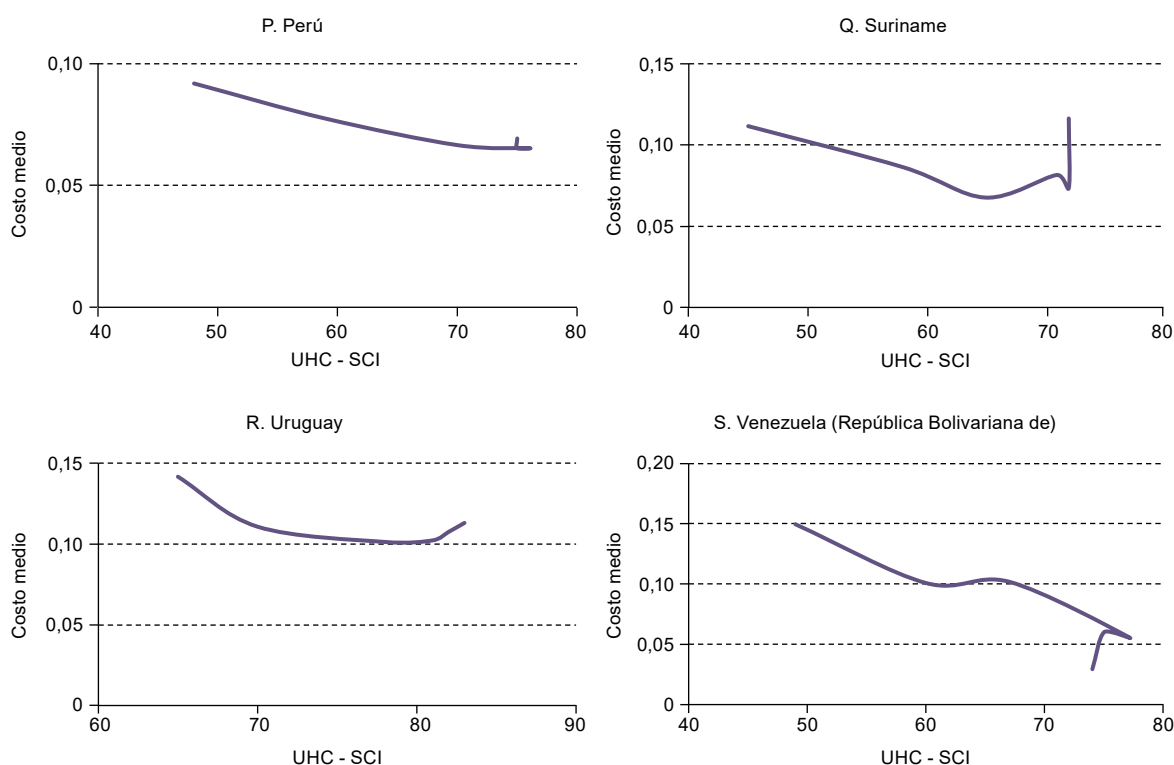 P. Perú
0,10
0,05
0
Costo medio
40 50 60 70 80
UHC - SCI
Q. Suriname
0,15
0,10
0,05
0
Costo medio
40 50 60 70 80
UHC - SCI
R. Uruguay
0,15
0,10
0,05
0
Costo medio
60 70 80 90
UHC - SCI
S. Venezuela (República Bolivariana de)
0,20
0,15
0,10
0,05
0
Costo medio
40 50 60 70 80
UHC - SCI